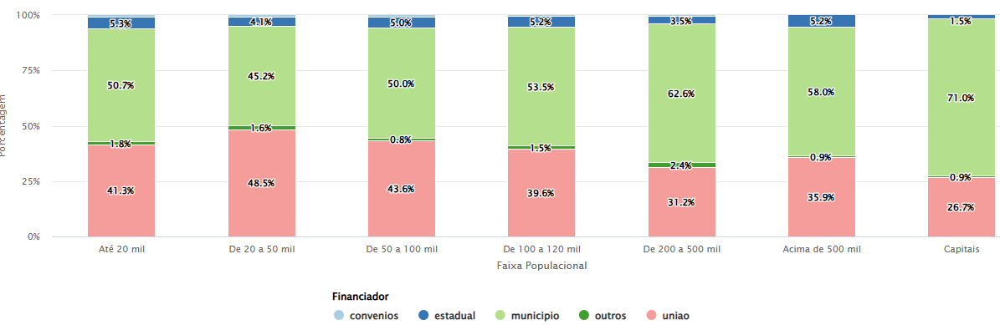 100%
75%
50%
25%
0%
Porcentagem
5.3% 4.1% 5.0% 5.2% 3.5% 5.2% 1.5%
50.7% 45.2% 50.0% 53.5% 62.6% 58.0% 71.0%
1.8% 1.6% 0.8% 1.5% 2.4% 0.9% 0.9%
41.3% 48.5% 43.6% 39.6% 31.2% 35.9% 26.7%
Até 20 mil De 20 a 50 mil De 50 a 100 mil De 100 a 120 mil De 200 a 500 mil Acima de 500 mil Capitais
Faixa Populacional
Financiador
convenios estadual municipio outros uniao